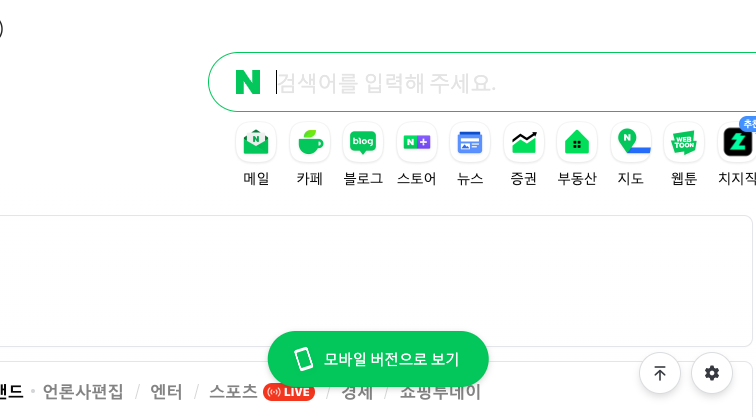 N 검색어를 입력해 주세요.
N blog N+ N WEB TOON 추천
메일 카페 블로그 스토어 뉴스 증권 부동산 지도 웹툰 치지직
모바일 버전으로 보기
랜드 언론사편집 / 엔터 / 스포츠 LIVE / 경제 / 쇼핑투데이